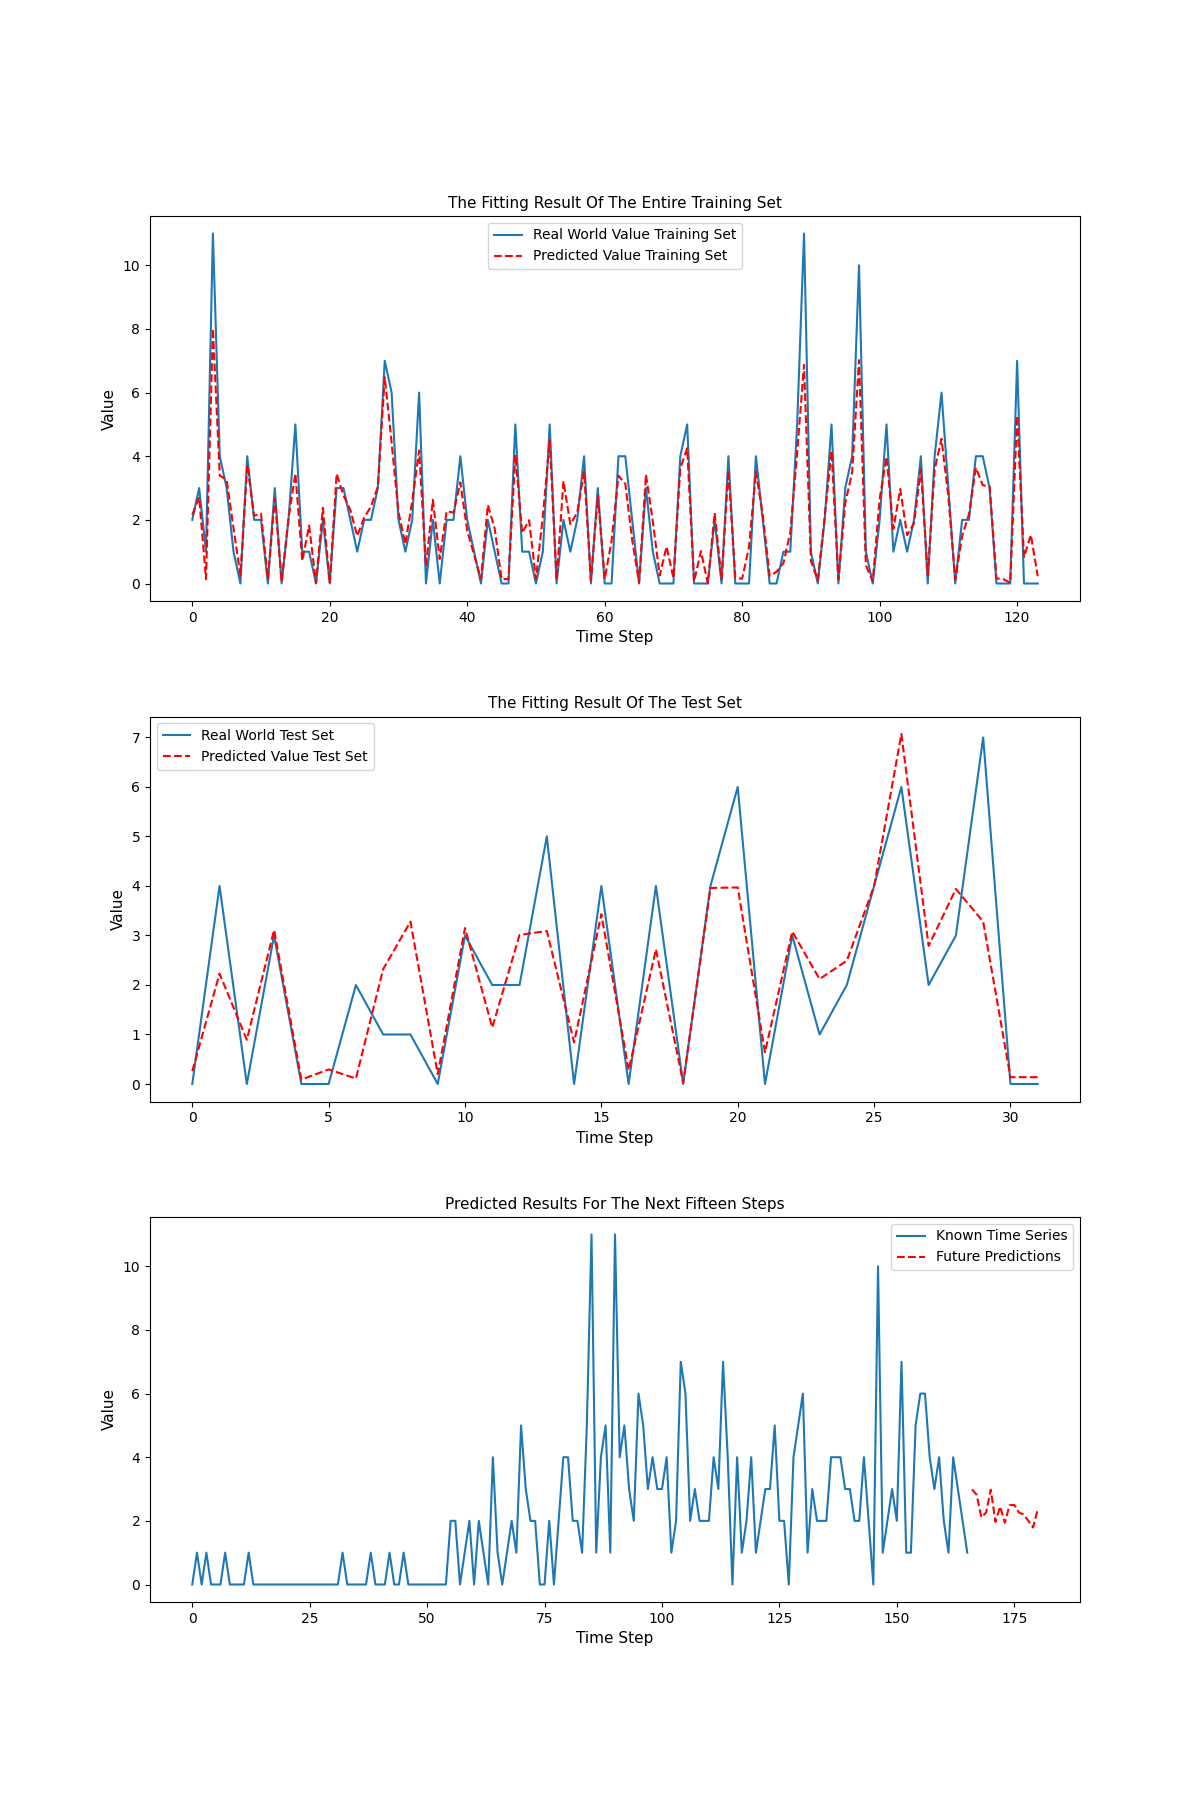 The Fitting Result Of The Entire Training Set
Real World Value Training Set
Predicted Value Training Set
Value
10
8
6
4
2
0
0 20 40 60 80 100 120
Time Step
The Fitting Result Of The Test Set
Real World Test Set
Predicted Value Test Set
Value
7
6
5
4
3
2
1
0
0 5 10 15 20 25 30
Time Step
Predicted Results For The Next Fifteen Steps
Known Time Series
Future Predictions
Value
10
8
6
4
2
0
0 25 50 75 100 125 150 175
Time Step